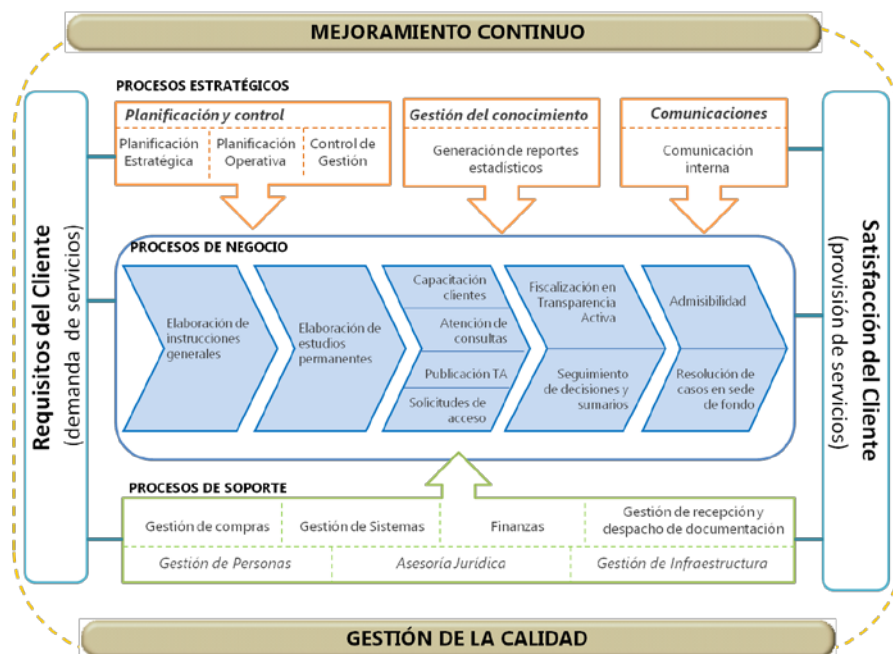 MEJORAMIENTO CONTINUO
Requisitos del Cliente
(demanda de servicios)
PROCESOS ESTRATÉGICOS
Planificación y control
Planificación
Estratégica
Planificación
Operativa
Control de
Gestión
Gestión del conocimiento
Generación de reportes
estadísticos
Comunicaciones
Comunicación
interna
PROCESOS DE NEGOCIO
Elaboración de
instrucciones
generales
Elaboración de
estudios
permanentes
Capacitación
clientes
Atención de
consultas
Publicación TA
Solicitudes de
acceso
Fiscalización en
Transparencia
Activa
Seguimiento
de decisiones y
sumarios
Admisibilidad
Resolución de
casos en sede
de fondo
PROCESOS DE SOPORTE
Gestión de compras
Gestión de Sistemas
Finanzas
Gestión de recepción y
despacho de documentación
Gestión de Personas
Asesoría Jurídica
Gestión de Infraestructura
Satisfacción del Cliente
(provisión de servicios)
GESTIÓN DE LA CALIDAD